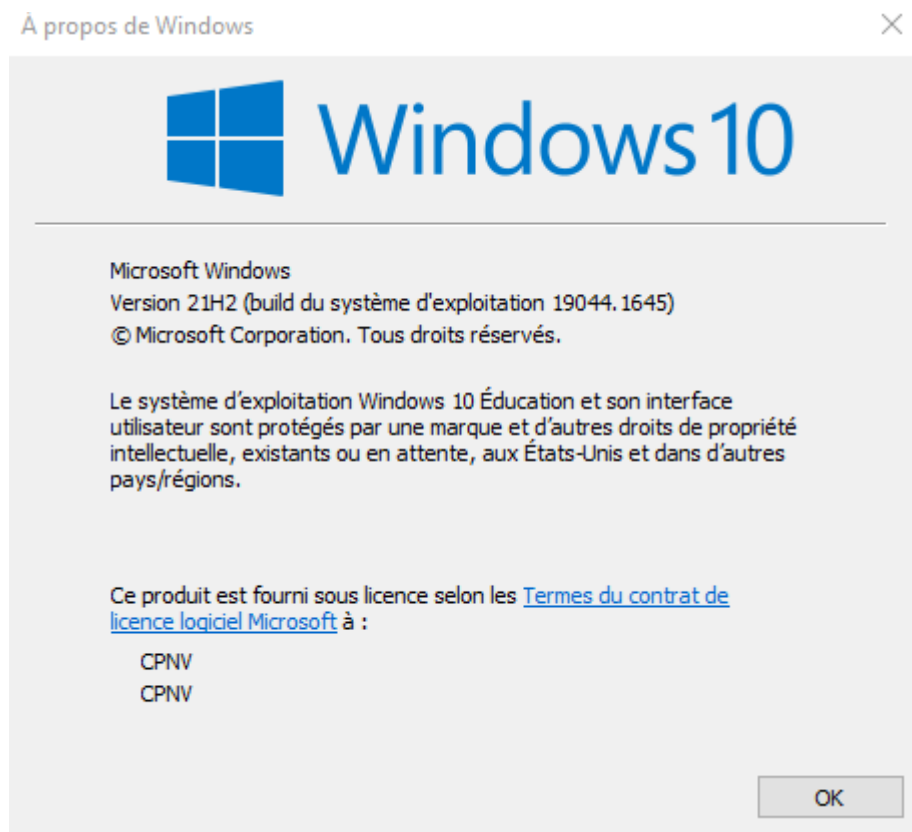 À propos de Windows
Windows 10
Microsoft Windows
Version 21H2 (build du système d'exploitation 19044.1645)
© Microsoft Corporation. Tous droits réservés.
Le système d’exploitation Windows 10 Éducation et son interface
utilisateur sont protégés par une marque et d’autres droits de propriété
intellectuelle, existants ou en attente, aux États-Unis et dans d’autres
pays/régions.
Ce produit est fourni sous licence selon les Termes du contrat de
licence logiciel Microsoft à :
CPNV
CPNV
OK